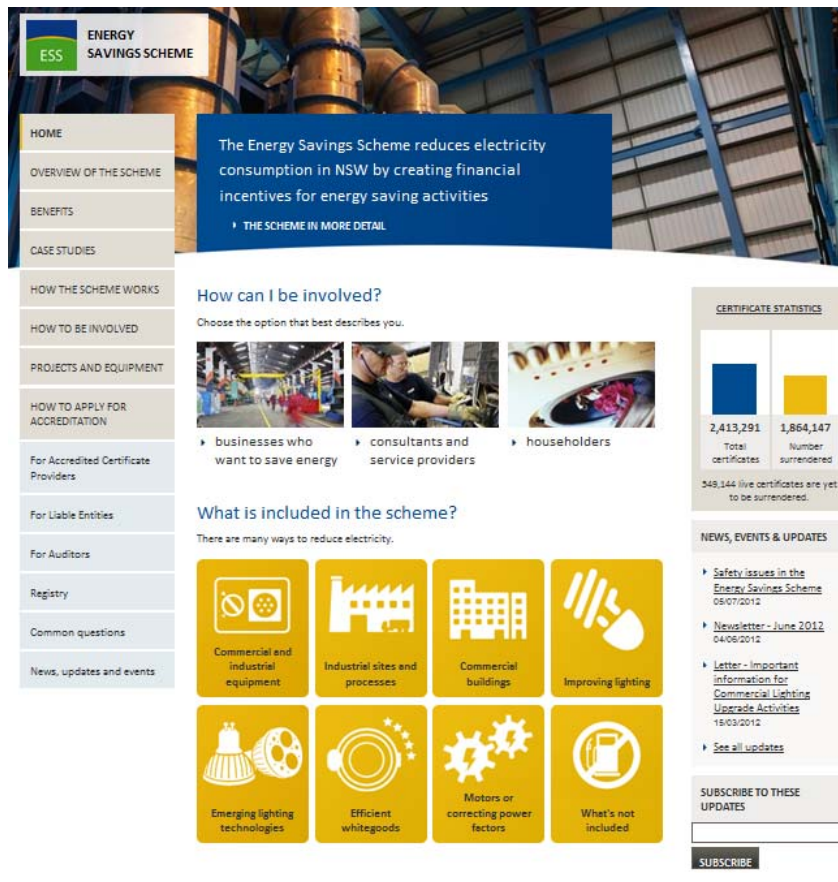 ESS
ENERGY
SAVINGS SCHEME
HOME
OVERVIEW OF THE SCHEME
BENEFITS
CASE STUDIES
HOW THE SCHEME WORKS
HOW TO BE INVOLVED
PROJECTS AND EQUIPMENT
HOW TO APPLY FOR
ACCREDITATION
For Accredited Certificate
Providers
For Liable Entities
For Auditors
Registry
Common questions
News, updates and events
The Energy Savings Scheme reduces electricity
consumption in NSW by creating financial
incentives for energy saving activities
THE SCHEME IN MORE DETAIL
How can I be involved?
Choose the option that best describes you.
businesses who
want to save energy
consultants and
service providers
householders
What is included in the scheme?
There are many ways to reduce electricity.
Commercial and
industrial
equipment
Industrial sites and
processes
Commercial
buildings
Improving lighting
Emerging lighting
technologies
Efficient
whitegoods
Motors or
correcting power
factors
What's not
included
CERTIFICATE STATISTICS
2,413,291
Total
certificates
1,864,147
Number
surrendered
549,144 live certificates are yet
to be surrendered.
NEWS, EVENTS & UPDATES
Safety issues in the
Energy Savings Scheme
05/07/2012
Newsletter - June 2012
04/06/2012
Letter - Important
information for
Commercial Lighting
Upgrade Activities
15/03/2012
See all updates
SUBSCRIBE TO THESE
UPDATES
SUBSCRIBE